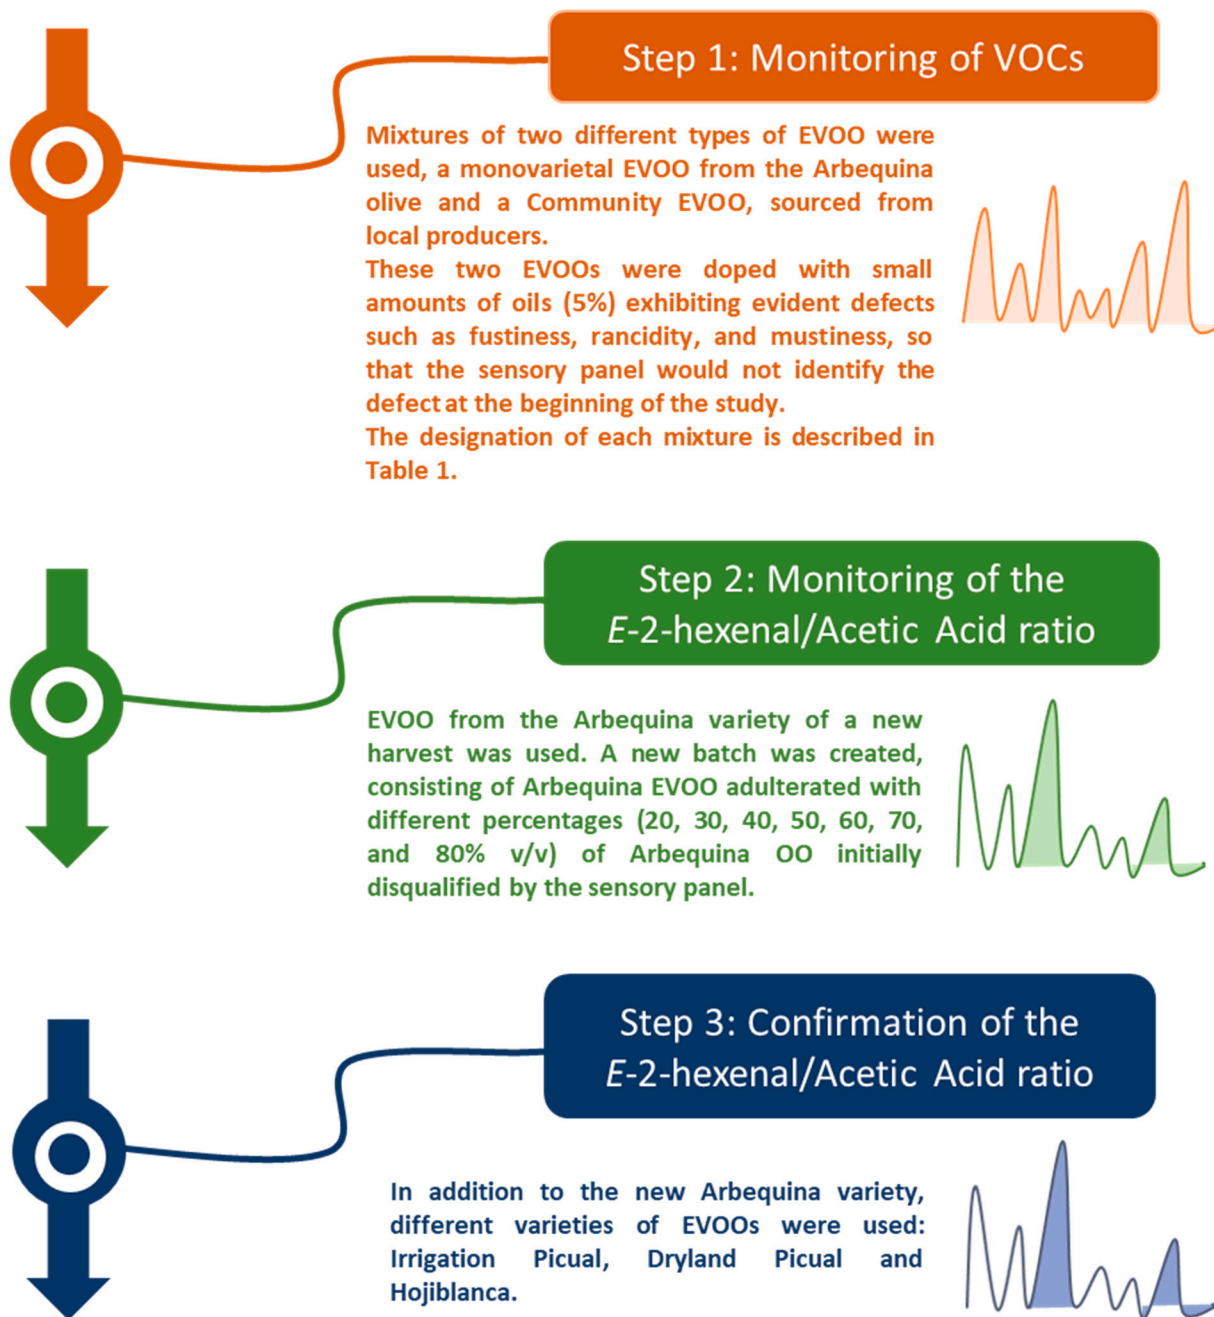 Step 1: Monitoring of VOCs
Mixtures of two different types of EVOO were
used, a monovarietal EVOO from the Arbequina
olive and a Community EVOO, sourced from
local producers.
These two EVOOs were doped with small
amounts of oils (5%) exhibiting evident defects
such as fustiness, rancidity, and mustiness, so
that the sensory panel would not identify the
defect at the beginning of the study.
The designation of each mixture is described in
Table 1.
Step 2: Monitoring of the
E-2-hexenal/Acetic Acid ratio
EVOO from the Arbequina variety of a new
harvest was used. A new batch was created,
consisting of Arbequina EVOO adulterated with
different percentages (20, 30, 40, 50, 60, 70,
and 80% v/v) of Arbequina OO initially
disqualified by the sensory panel.
Step 3: Confirmation of the
E-2-hexenal/Acetic Acid ratio
In addition to the new Arbequina variety,
different varieties of EVOOs were used:
Irrigation Picual, Dryland Picual and
Hojiblanca.